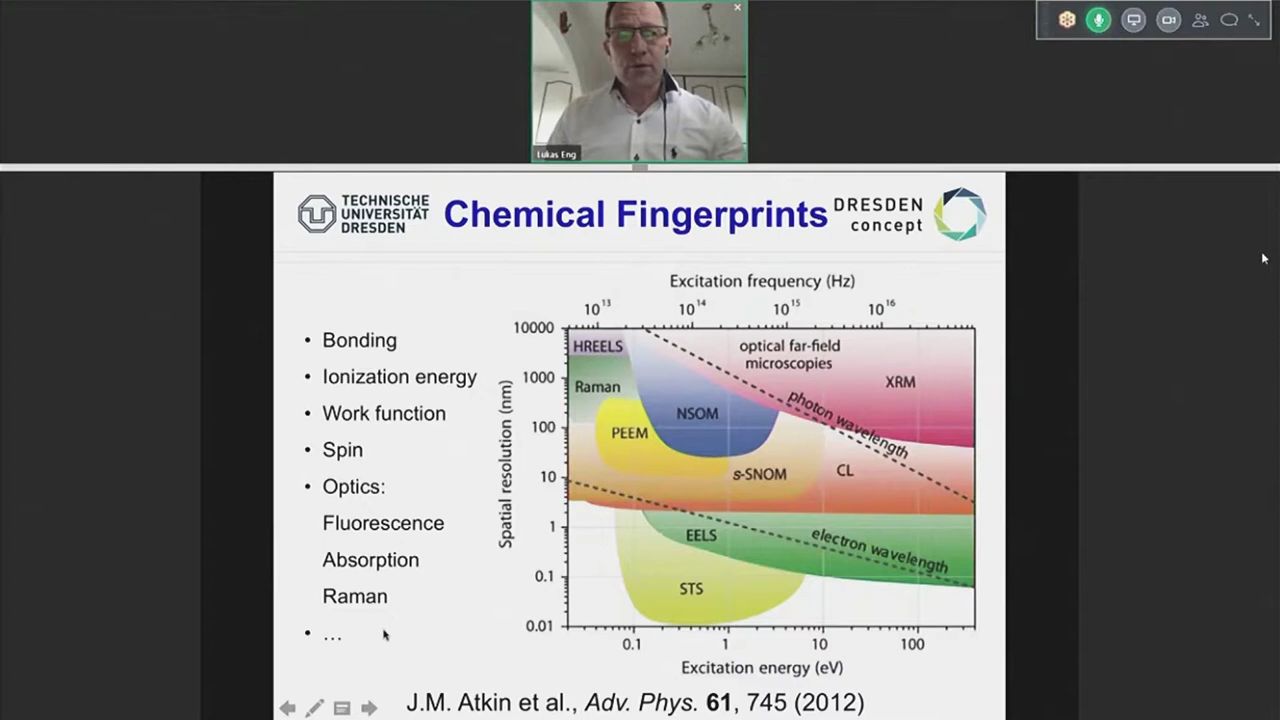 Lukas Eng
TECHNISCHE
UNIVERSITÄT
DRESDEN
Chemical Fingerprints
DRESDEN
concept
• Bonding
• Ionization energy
• Work function
• Spin
• Optics:
Fluorescence
Absorption
Raman
• …
Excitation frequency (Hz)
10¹³ 10¹⁴ 10¹⁵ 10¹⁶
Spatial resolution (nm)
10000
1000
100
10
1
0.1
0.01
HREELS
optical far-field
microscopies
XRM
Raman
photon wavelength
NSOM
PEEM
s-SNOM
CL
EELS
electron wavelength
STS
0.1 1 10 100
Excitation energy (eV)
J.M. Atkin et al., Adv. Phys. 61, 745 (2012)